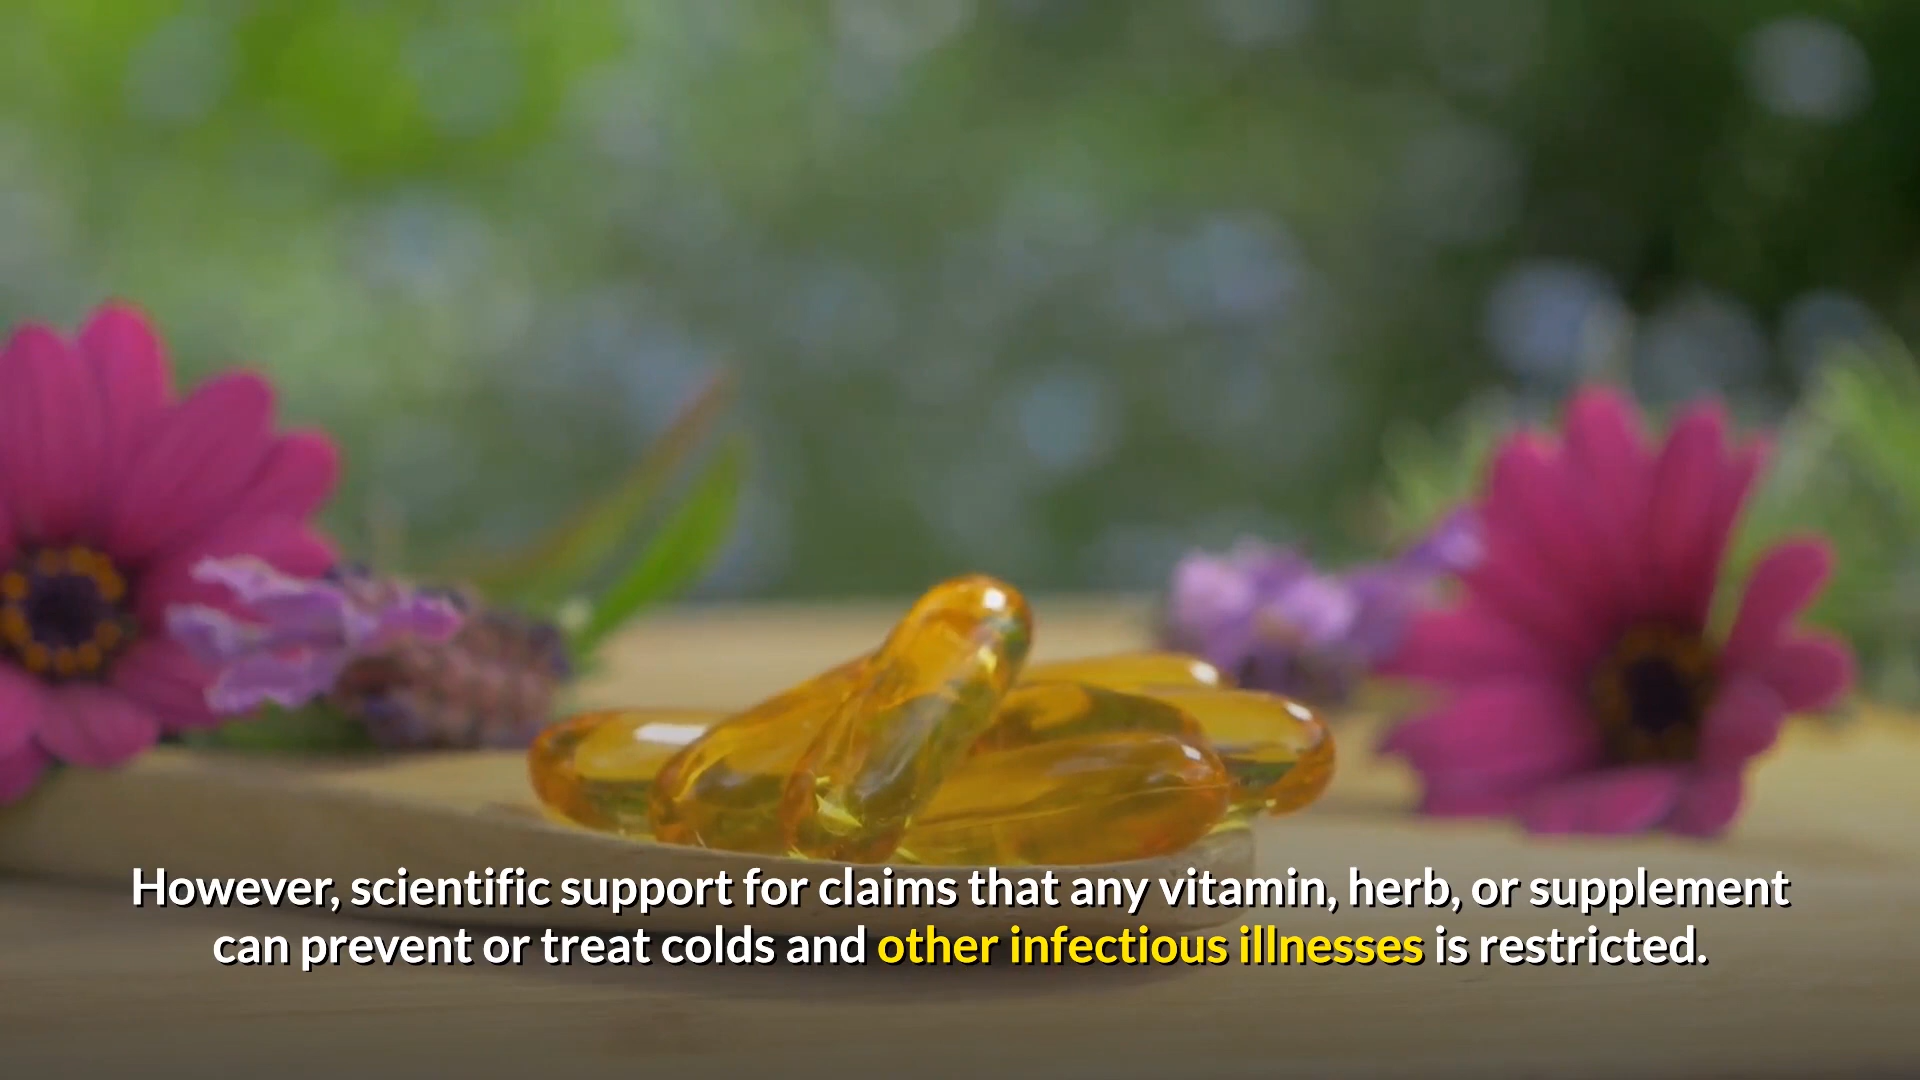 However, scientific support for claims that any vitamin, herb, or supplement
can prevent or treat colds and other infectious illnesses is restricted.